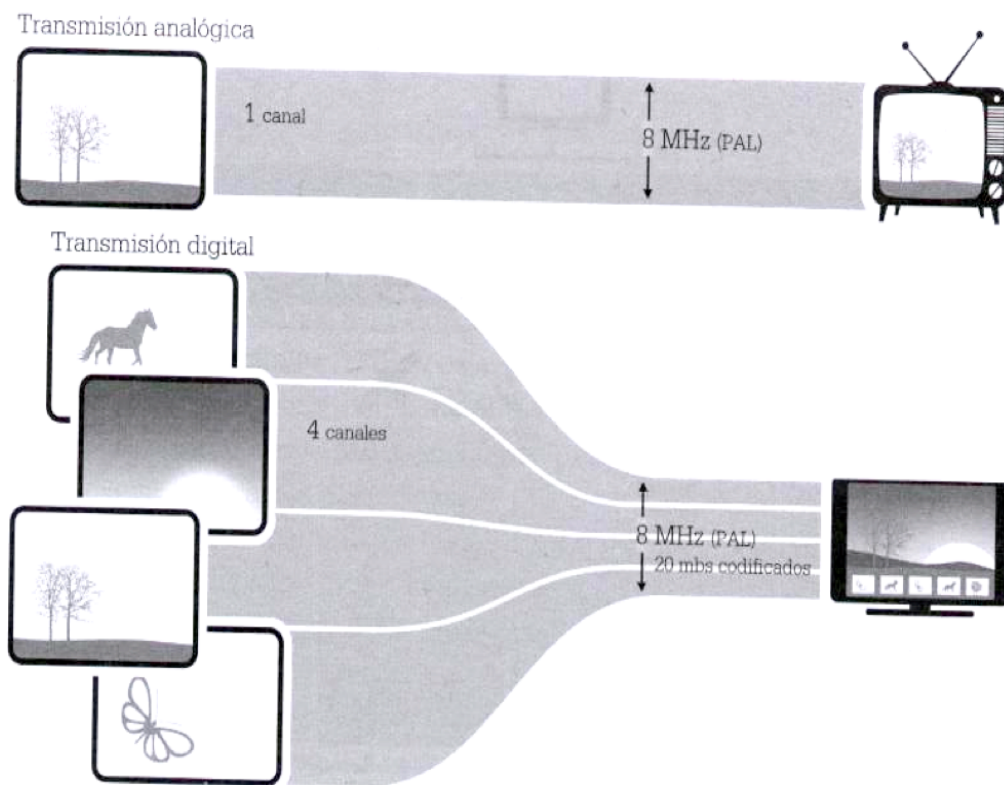 Transmisión analógica
1 canal
8 MHz (PAL)
Transmisión digital
4 canales
8 MHz (PAL)
20 mbs codificados